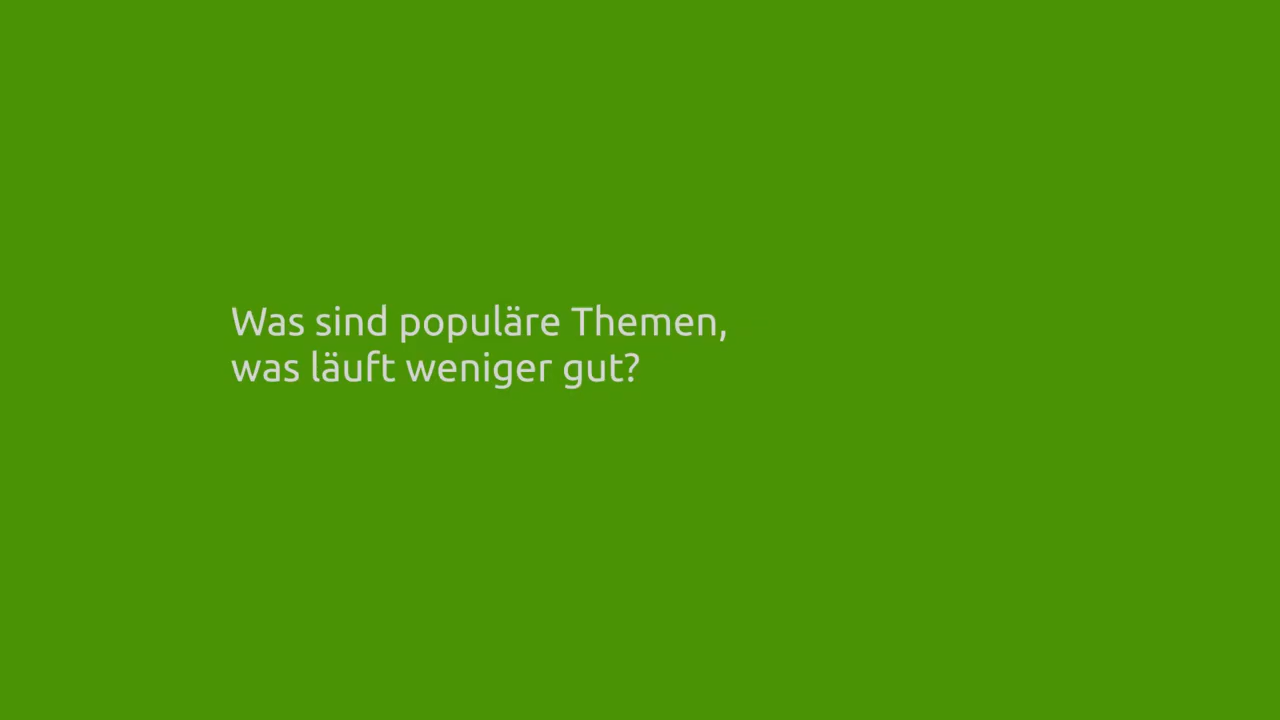 Was sind populäre Themen,
was läuft weniger gut?